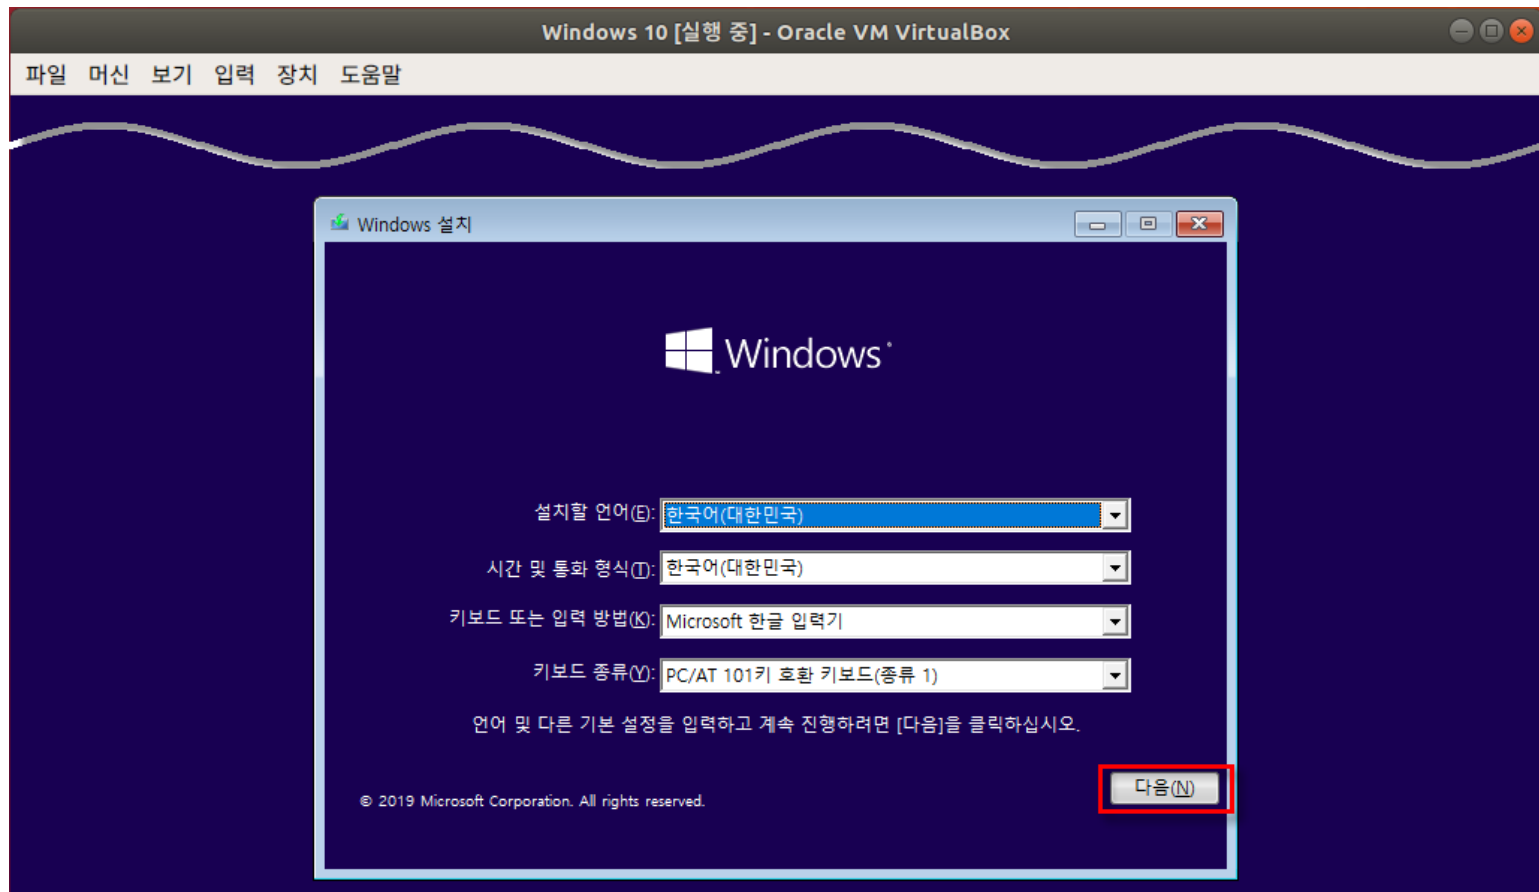 Windows 10 [실행 중] - Oracle VM VirtualBox
파일 머신 보기 입력 장치 도움말
Windows 설치
Windows
설치할 언어(E): 한국어(대한민국)
시간 및 통화 형식(T): 한국어(대한민국)
키보드 또는 입력 방법(K): Microsoft 한글 입력기
키보드 종류(Y): PC/AT 101키 호환 키보드(종류 1)
언어 및 다른 기본 설정을 입력하고 계속 진행하려면 [다음]을 클릭하십시오.
다음(N)
© 2019 Microsoft Corporation. All rights reserved.